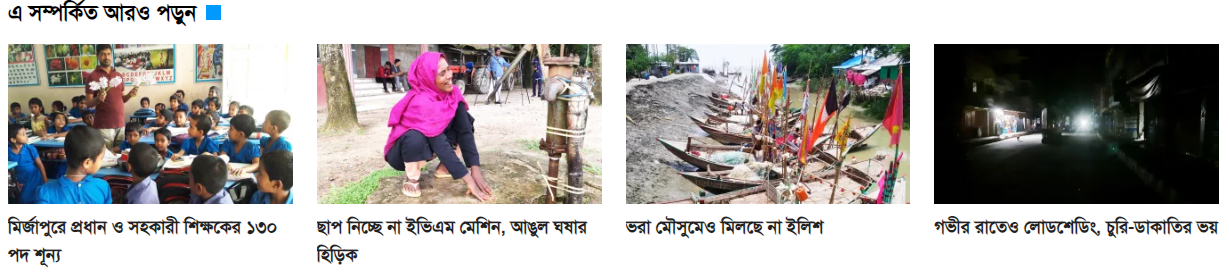 এ সম্পর্কিত আরও পড়ুন
মির্জাপুরে প্রধান ও সহকারী শিক্ষকের ১৩০
পদ শূন্য
ছাপ নিচ্ছে না ইভিএম মেশিন, আঙুল ঘষার
হিড়িক
ভরা মৌসুমেও মিলছে না ইলিশ
গভীর রাতেও লোডশেডিং, চুরি-ডাকাতির ভয়